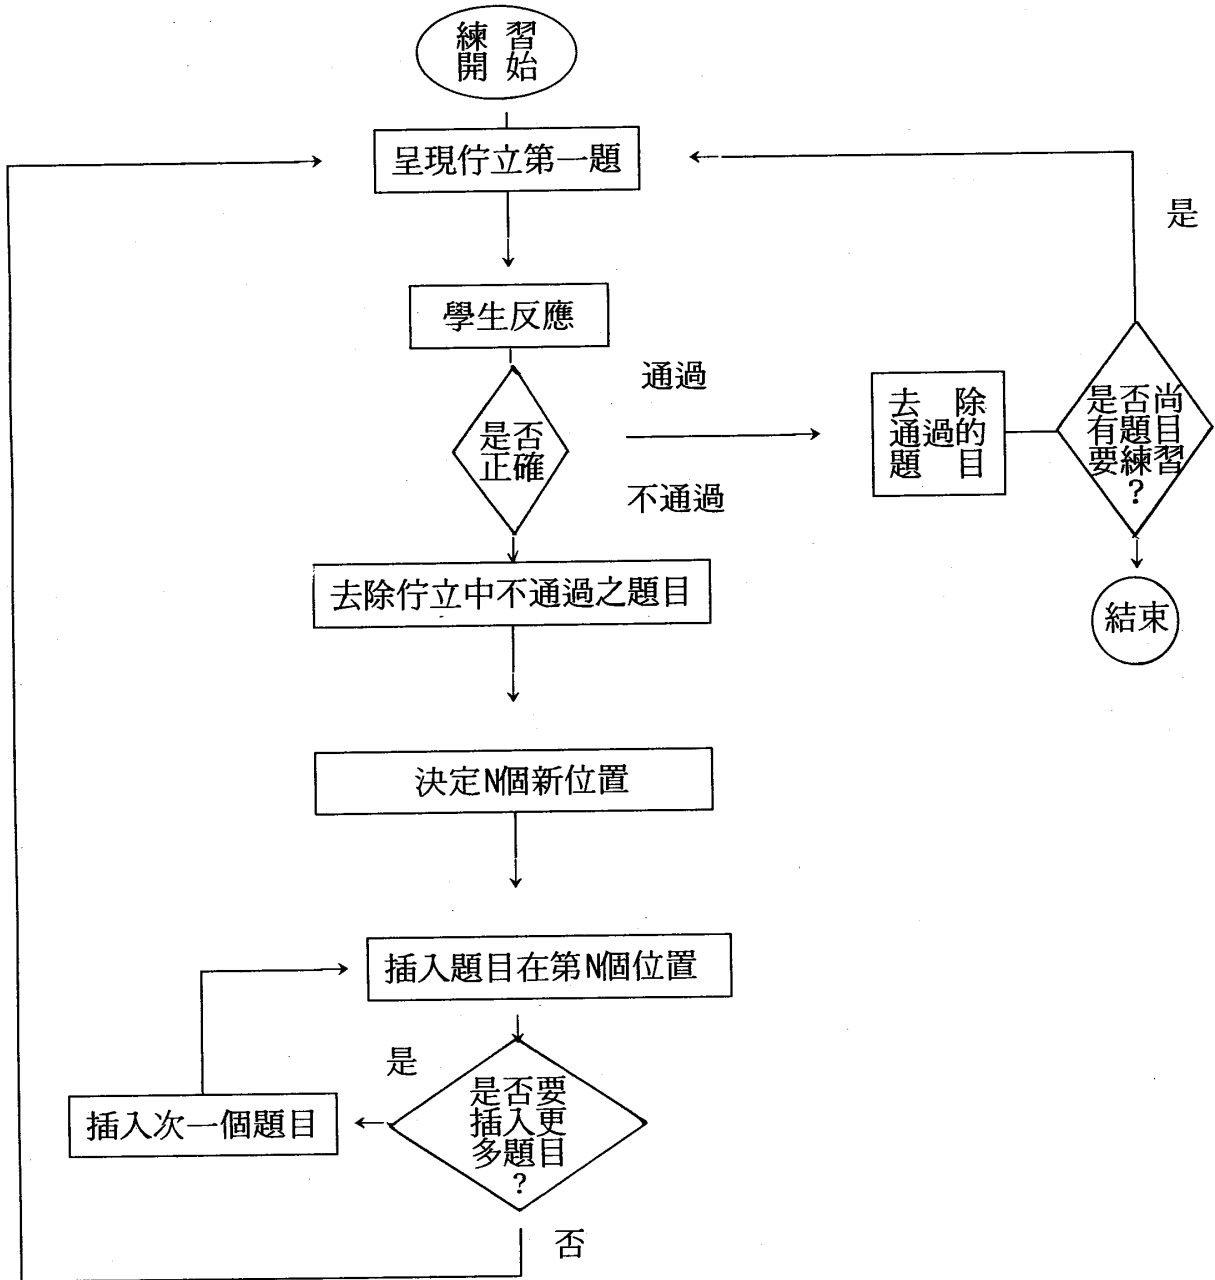 練習
開始
呈現佇立第一題
是
學生反應
通過
是否
正確
不通過
去除
通過的
題目
是否尚
有題目
要練習
？
結束
去除佇立中不通過之題目
決定N個新位置
插入題目在第N個位置
是
是否要
插入更
多題目
？
插入次一個題目
否